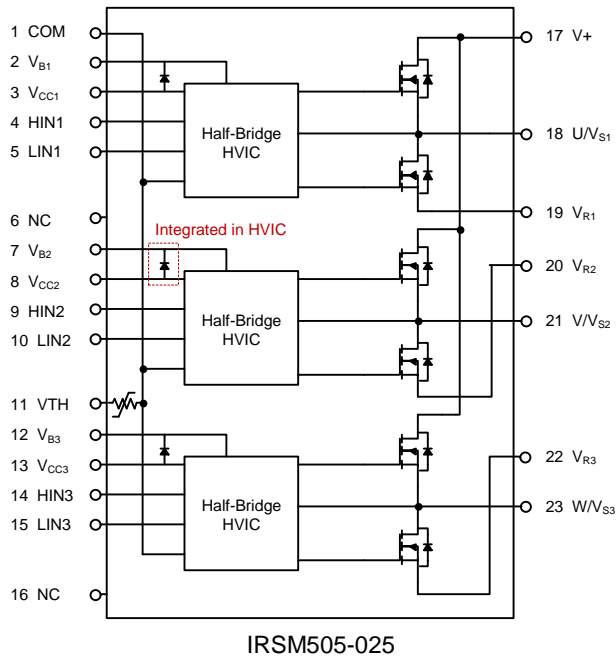 1 COM
2 VB1
3 VCC1
4 HIN1
5 LIN1
6 NC
7 VB2
8 VCC2
9 HIN2
10 LIN2
11 VTH
12 VB3
13 VCC3
14 HIN3
15 LIN3
16 NC
Half-Bridge
HVIC
Integrated in HVIC
Half-Bridge
HVIC
Half-Bridge
HVIC
17 V+
18 U/VS1
19 VR1
20 VR2
21 V/VS2
22 VR3
23 W/VS3
IRSM505-025